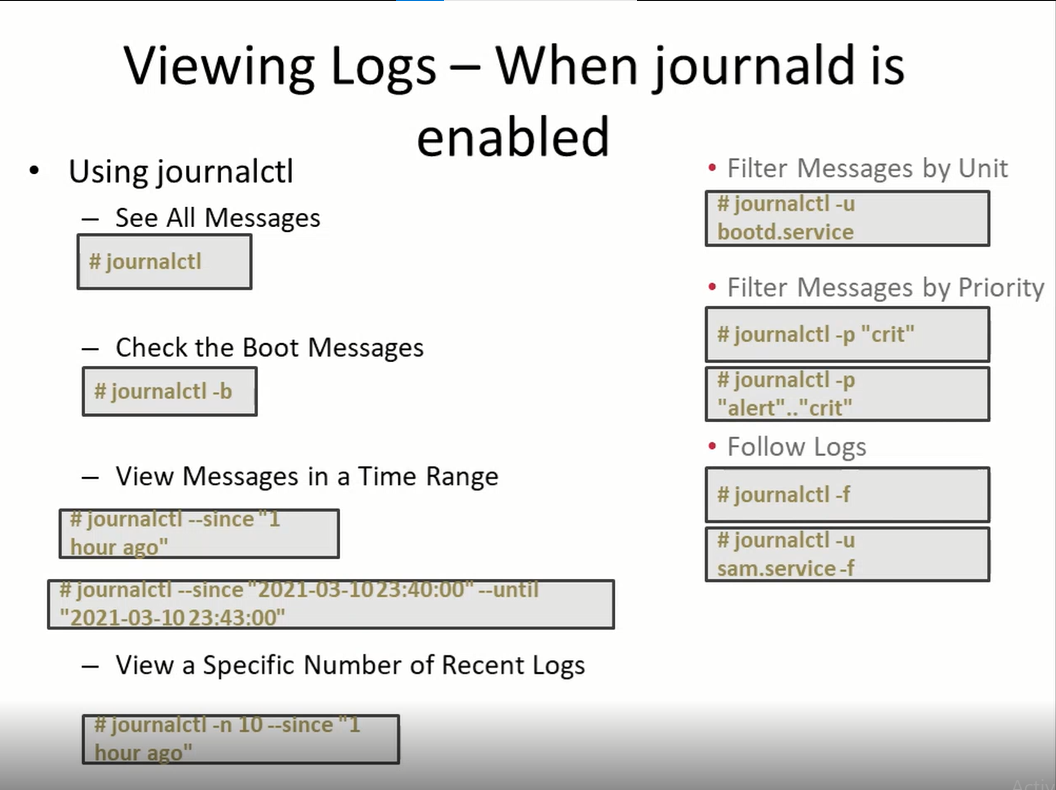 Viewing Logs – When journald is
enabled
• Using journalctl
– See All Messages
# journalctl
– Check the Boot Messages
# journalctl -b
– View Messages in a Time Range
# journalctl --since "1
hour ago"
# journalctl --since "2021-03-10 23:40:00" --until
"2021-03-10 23:43:00"
– View a Specific Number of Recent Logs
# journalctl -n 10 --since "1
hour ago"
• Filter Messages by Unit
# journalctl -u
bootd.service
• Filter Messages by Priority
# journalctl -p "crit"
# journalctl -p
"alert".."crit"
• Follow Logs
# journalctl -f
# journalctl -u
sam.service -f